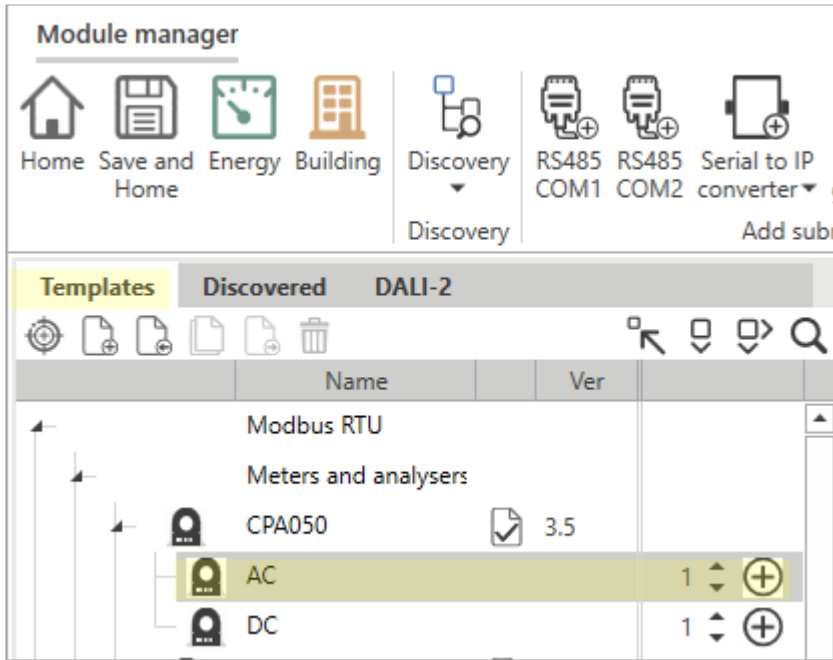 Module manager
Home Save and Home Energy Building Discovery RS485 COM1 RS485 COM2 Serial to IP converter
Discovery Add
Templates Discovered DALI-2
Name Ver
Modbus RTU
Meters and analysers
CPA050 3.5
AC 1
DC 1